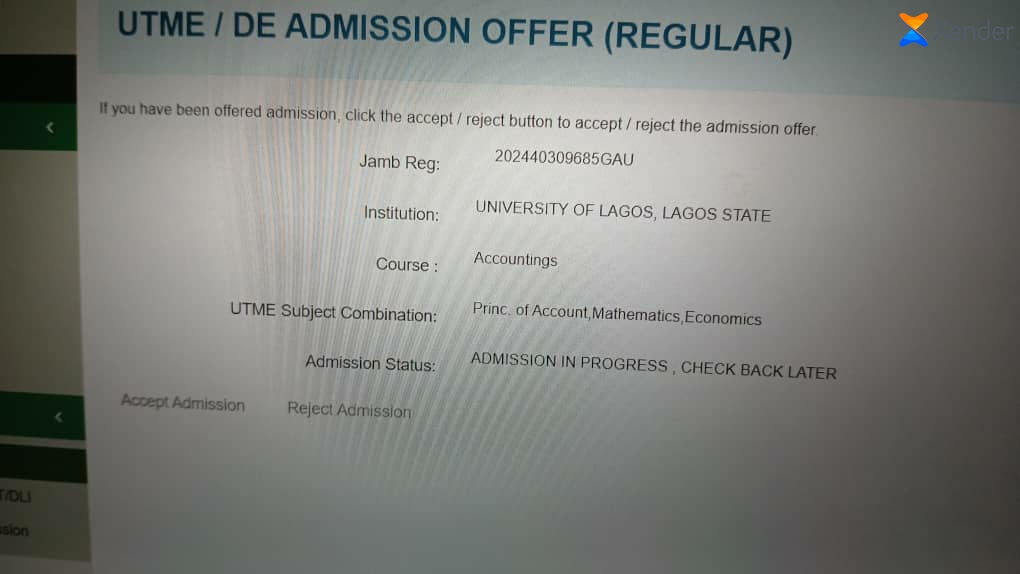 UTME / DE ADMISSION OFFER (REGULAR)
If you have been offered admission, click the accept / reject button to accept / reject the admission offer.
Jamb Reg: 202440309685GAU
Institution: UNIVERSITY OF LAGOS, LAGOS STATE
Course : Accountings
UTME Subject Combination: Princ. of Account,Mathematics,Economics
Admission Status: ADMISSION IN PROGRESS , CHECK BACK LATER
Accept Admission Reject Admission
/DLI